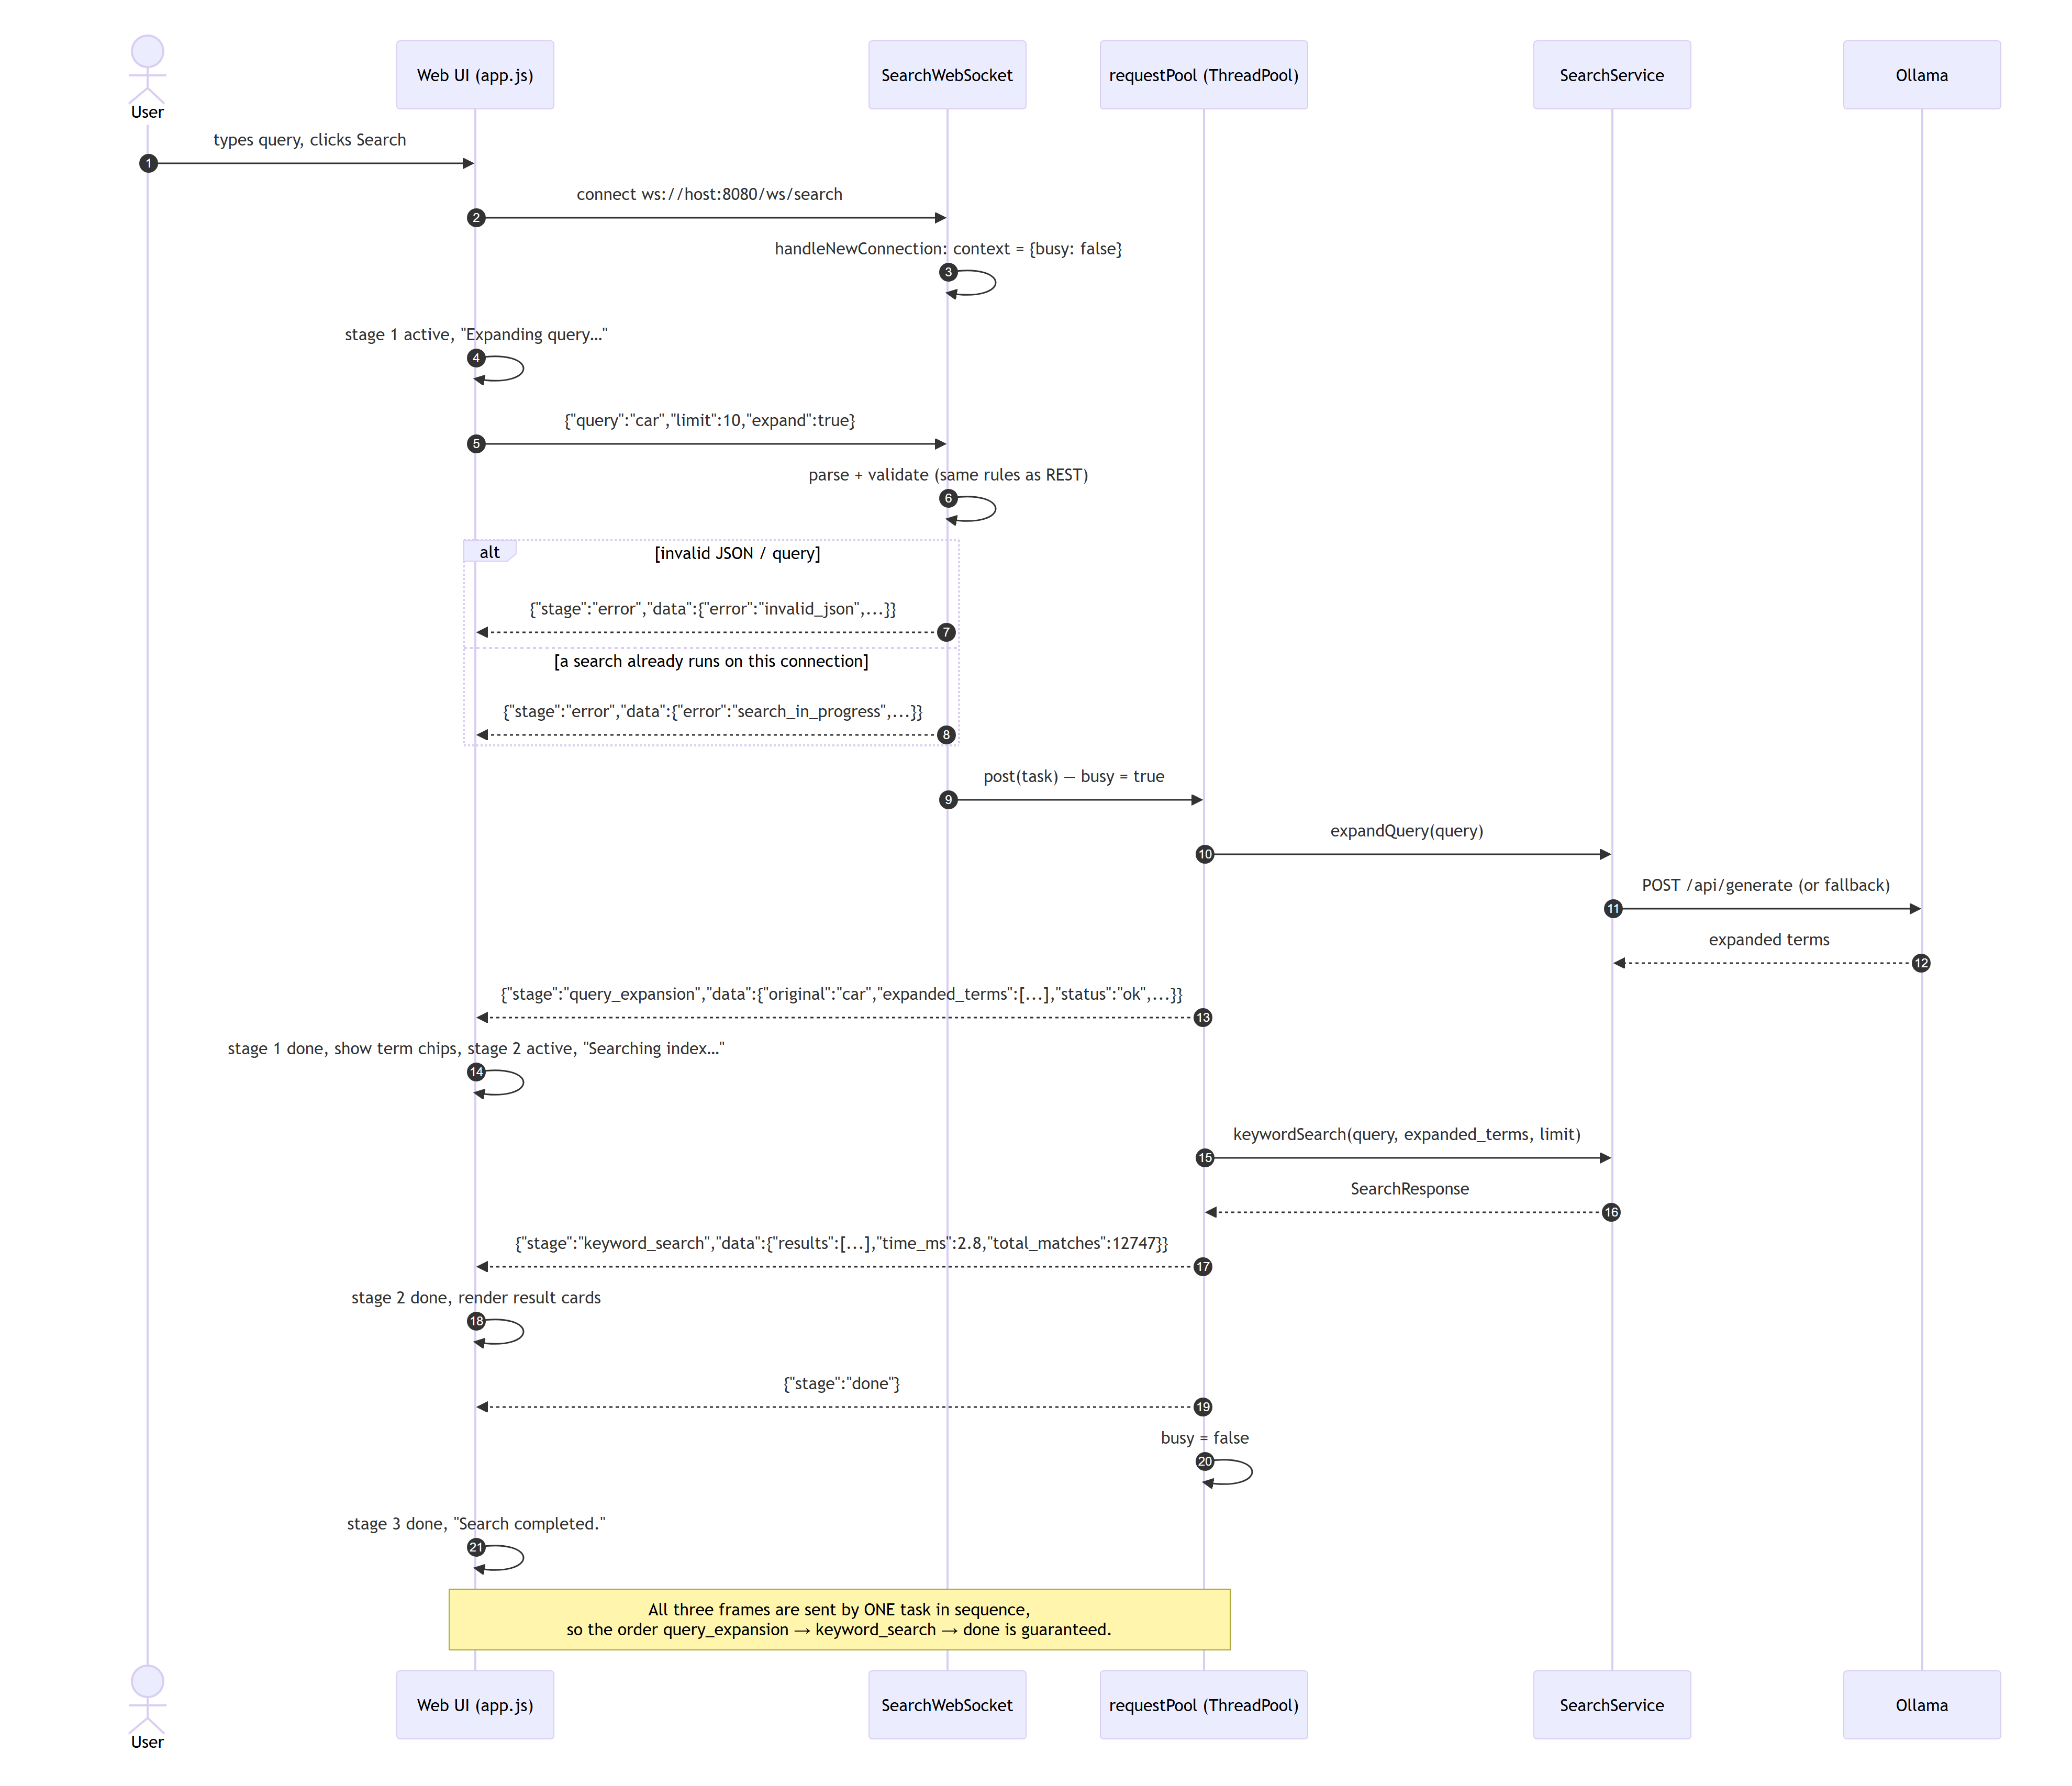 User
Web UI (app.js)
SearchWebSocket
requestPool (ThreadPool)
SearchService
Ollama
types query, clicks Search
1
connect ws://host:8080/ws/search
2
handleNewConnection: context = {busy: false}
3
stage 1 active, "Expanding query..."
4
{"query":"car","limit":10,"expand":true}
5
parse + validate (same rules as REST)
6
alt
[invalid JSON / query]
{"stage":"error","data":{"error":"invalid_json",...}}
7
[a search already runs on this connection]
{"stage":"error","data":{"error":"search_in_progress",...}}
8
post(task) — busy = true
9
expandQuery(query)
10
POST /api/generate (or fallback)
11
expanded terms
12
{"stage":"query_expansion","data":{"original":"car","expanded_terms":[...],"status":"ok",...}}
13
stage 1 done, show term chips, stage 2 active, "Searching index..."
14
keywordSearch(query, expanded_terms, limit)
15
SearchResponse
16
{"stage":"keyword_search","data":{"results":[...],"time_ms":2.8,"total_matches":12747}}
17
stage 2 done, render result cards
18
{"stage":"done"}
19
busy = false
20
stage 3 done, "Search completed."
21
All three frames are sent by ONE task in sequence,
so the order query_expansion → keyword_search → done is guaranteed.
User
Web UI (app.js)
SearchWebSocket
requestPool (ThreadPool)
SearchService
Ollama